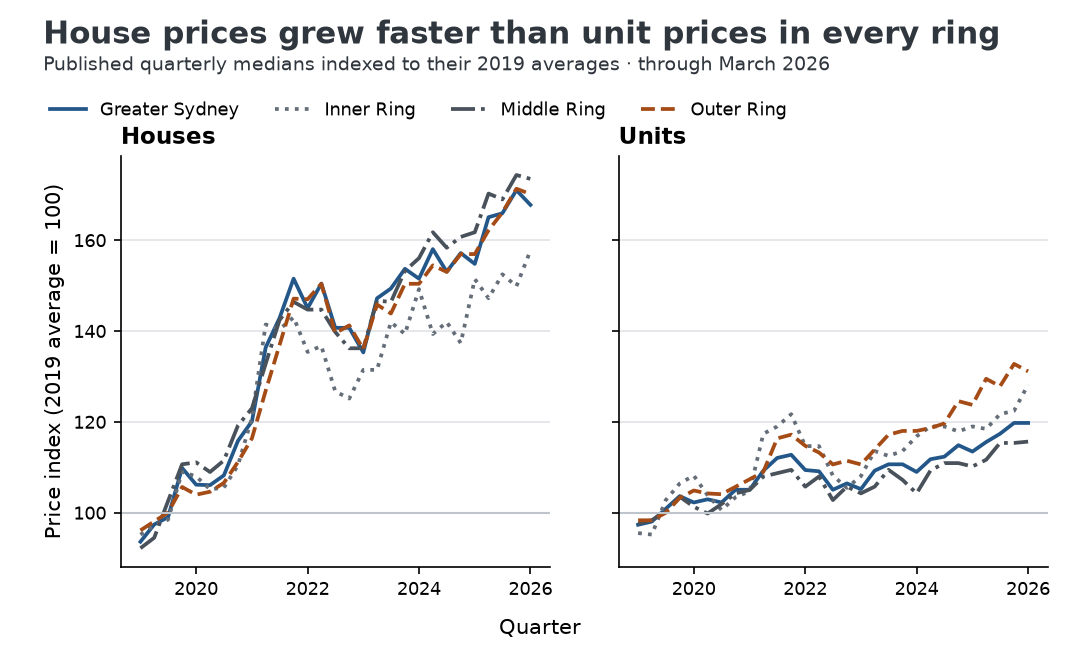 House prices grew faster than unit prices in every ring
Published quarterly medians indexed to their 2019 averages · through March 2026
Greater Sydney Inner Ring Middle Ring Outer Ring
Houses Units
Price index (2019 average = 100)
160
140
120
100
2020 2022 2024 2026 2020 2022 2024 2026
Quarter